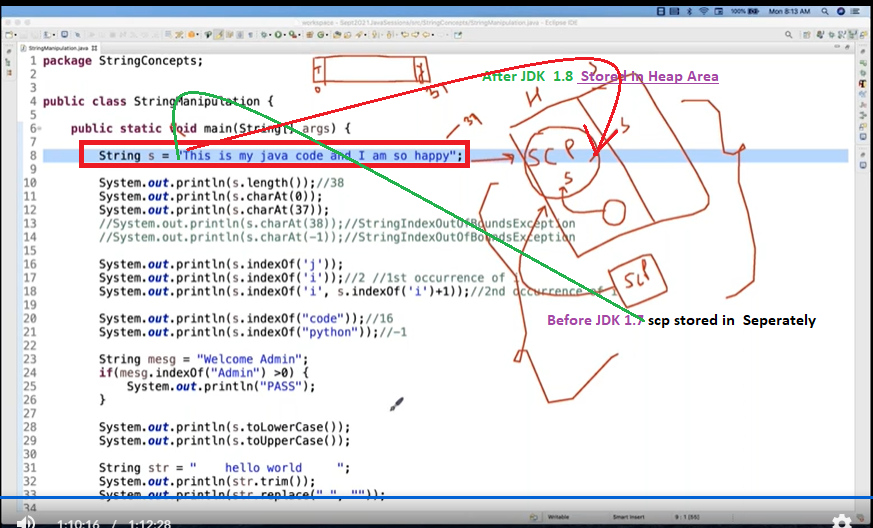 workspace - Sept2021JavaSessions/src/StringConcepts/StringManipulation.java - Eclipse IDE
100%
Mon 8:13 AM
StringManipulation.java
1 package StringConcepts;
2
3
4 public class StringManipulation {
5
6 public static void main(String[] args) {
7
8 String s = "This is my java code and I am so happy";
9
10 System.out.println(s.length());//38
11 System.out.println(s.charAt(0));
12 System.out.println(s.charAt(37));
13 //System.out.println(s.charAt(38));//StringIndexOutOfBoundsException
14 //System.out.println(s.charAt(-1));//StringIndexOutOfBoundsException
15
16 System.out.println(s.indexOf('j'));
17 System.out.println(s.indexOf('i'));//2 //1st occurrence of
18 System.out.println(s.indexOf('i', s.indexOf('i')+1));//2nd occurrence of i
19
20 System.out.println(s.indexOf("code"));//16
21 System.out.println(s.indexOf("python"));//-1
22
23 String mesg = "Welcome Admin";
24 if(mesg.indexOf("Admin") >0) {
25 System.out.println("PASS");
26 }
27
28 System.out.println(s.toLowerCase());
29 System.out.println(s.toUpperCase());
30
31 String str = "    hello world     ";
32 System.out.println(str.trim());
33 System.out.println(str.replace(" ", ""));
34
After JDK 1.8 Stored in Heap Area
H
S
SCP
S
SCP
Before JDK 1.7 scp stored in Seperately
Writable
Smart Insert
9 : 1 [55]
1:10:16 / 1:12:28